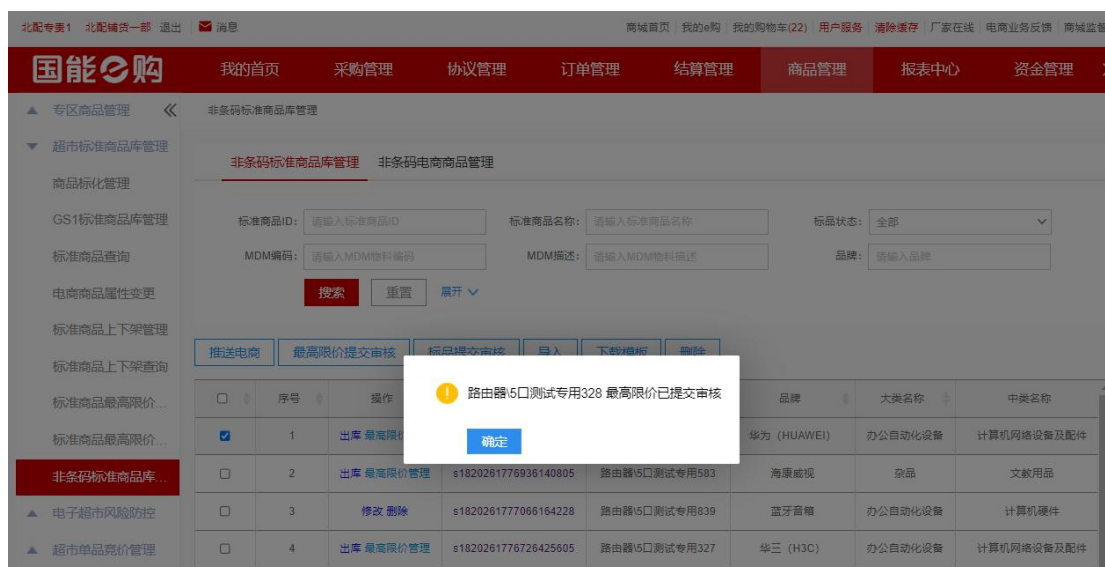 北配专责1 北配铺货一部 退出 消息 商城首页 我的e购 我的购物车(22) 用户服务 清除缓存 厂家在线 电商业务反馈 商城监督
国能e购 我的首页 采购管理 协议管理 订单管理 结算管理 商品管理 报表中心 资金管理
专区商品管理 非条码标准商品库管理
超市标准商品库管理
非条码标准商品库管理 非条码电商商品管理
商品标化管理
GS1标准商品库管理 标准商品ID: 请输入标准商品ID 标准商品名称: 请输入标准商品名称 标品状态: 全部
标准商品查询 MDM编码: 请输入MDM物料编码 MDM描述: 请输入MDM物料描述 品牌: 请输入品牌
电商商品属性变更 搜索 重置 展开
标准商品上下架管理
推送电商 最高限价提交审核 标品提交审核 导入 下载模板 删除
标准商品上下架查询
路由器\5口测试专用328 最高限价已提交审核
标准商品最高限价... 序号 操作 品牌 大类名称 中类名称
标准商品最高限价... 1 出库 最高限价 确定 华为 (HUAWEI) 办公自动化设备 计算机网络设备及配件
非条码标准商品库... 2 出库 最高限价管理 s1820261776936140805 路由器\5口测试专用583 海康威视 杂品 文教用品
电子超市风险防控 3 修改 删除 s1820261777066164228 路由器\5口测试专用839 蓝牙音箱 办公自动化设备 计算机硬件
超市单品竞价管理 4 出库 最高限价管理 s1820261776726425605 路由器\5口测试专用327 华三 (H3C) 办公自动化设备 计算机网络设备及配件